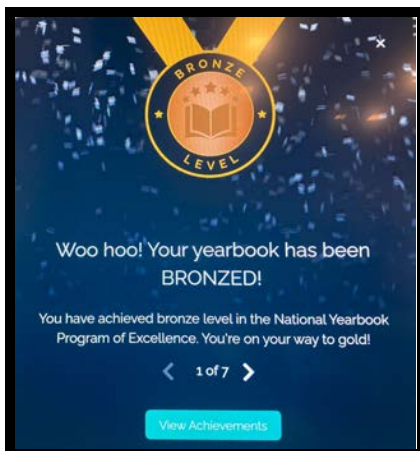 BRONZE
LEVEL
Woo hoo! Your yearbook has been
BRONZED!
You have achieved bronze level in the National Yearbook
Program of Excellence. You're on your way to gold!
1 of 7
View Achievements